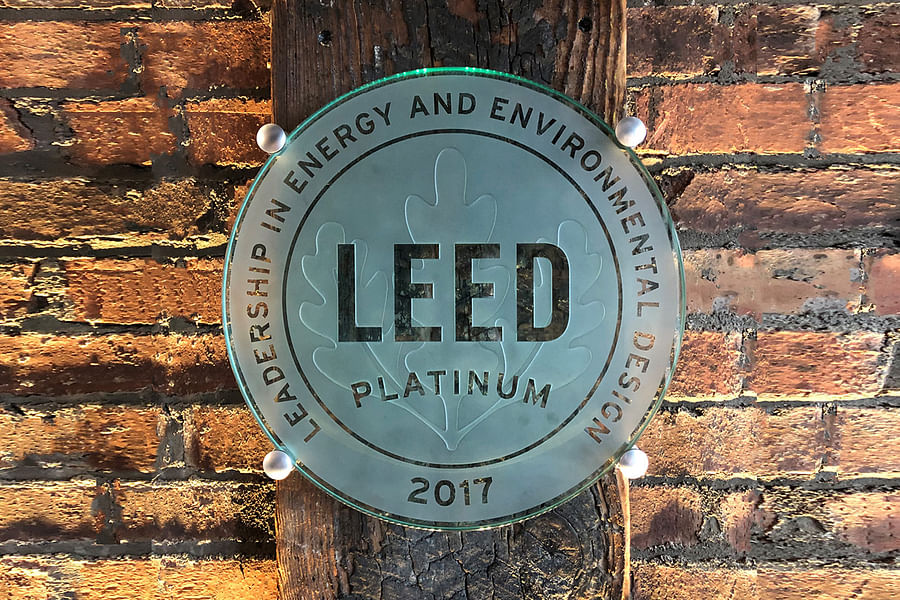 LEADERSHIP IN ENERGY AND ENVIRONMENTAL DESIGN
LEED
PLATINUM
2017